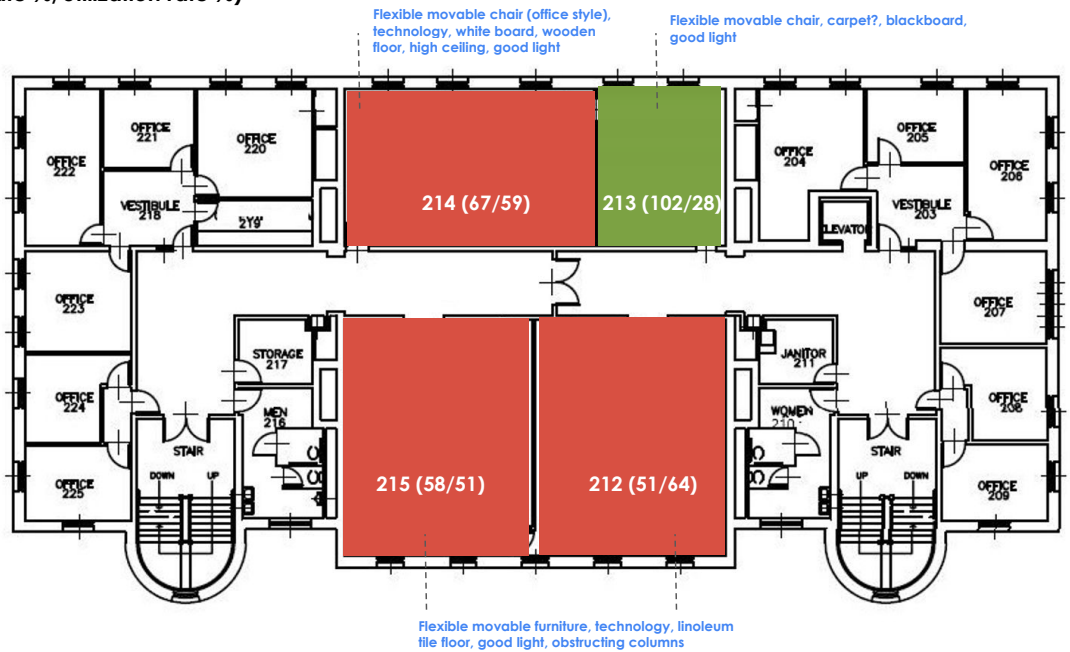 Flexible movable chair (office style),
technology, white board, wooden
floor, high ceiling, good light
Flexible movable chair, carpet?, blackboard,
good light
OFFICE
221
OFFICE
220
OFFICE
222
VESTIBULE
218
219
214 (67/59)
213 (102/28)
OFFICE
204
OFFICE
205
OFFICE
206
VESTIBULE
203
ELEVATOR
OFFICE
223
OFFICE
207
STORAGE
217
JANITOR
211
OFFICE
224
OFFICE
208
MEN
216
WOMEN
210
STAIR
DOWN
UP
STAIR
UP
DOWN
OFFICE
225
OFFICE
209
215 (58/51)
212 (51/64)
Flexible movable furniture, technology, linoleum
tile floor, good light, obstructing columns